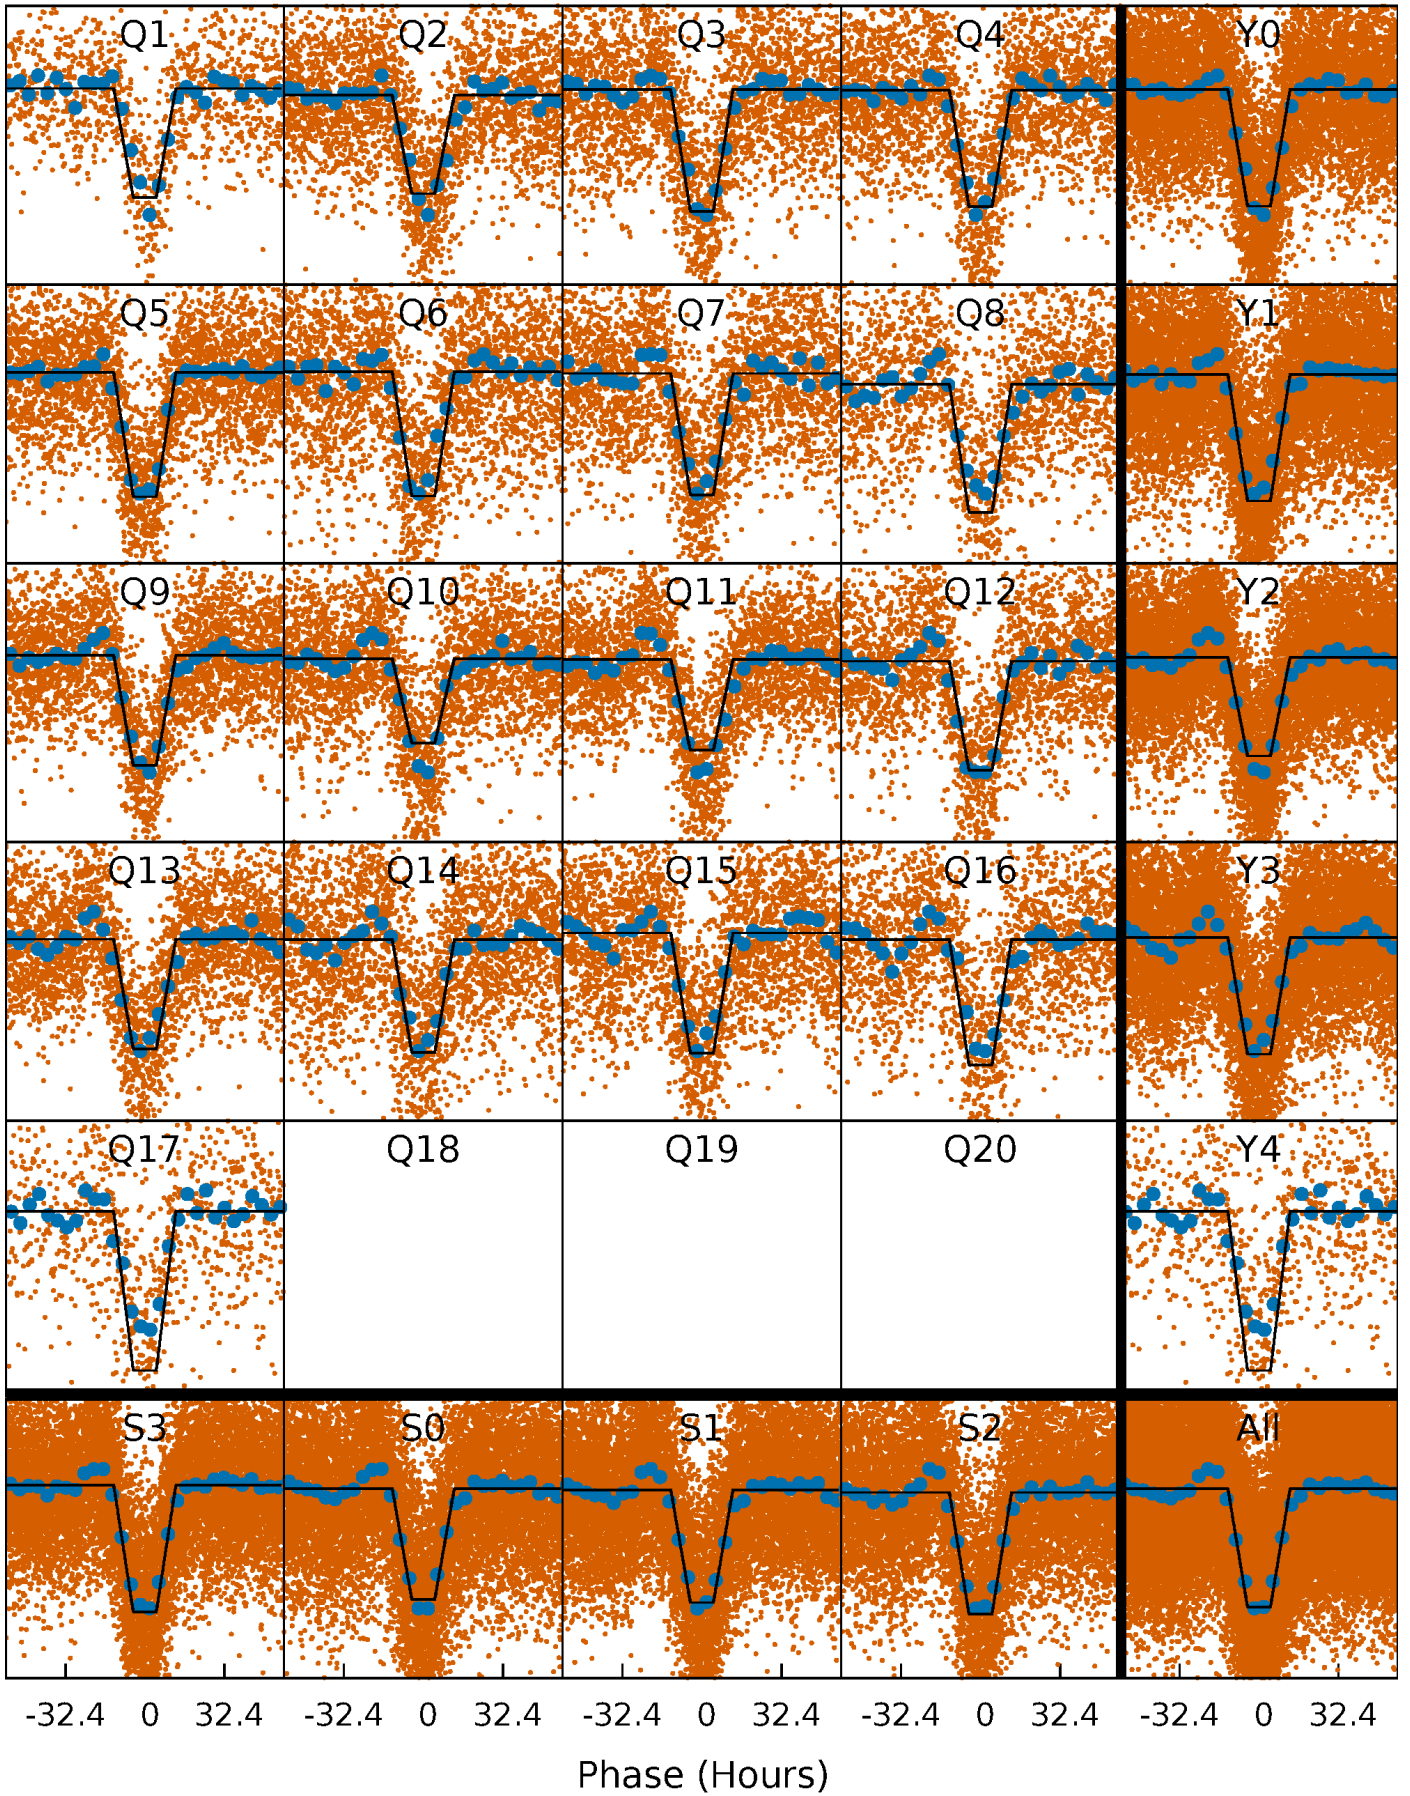 Q1 Q2 Q3 Q4 Y0
Q5 Q6 Q7 Q8 Y1
Q9 Q10 Q11 Q12 Y2
Q13 Q14 Q15 Q16 Y3
Q17 Q18 Q19 Q20 Y4
S3 S0 S1 S2 All
-32.4 0 32.4 -32.4 0 32.4 -32.4 0 32.4 -32.4 0 32.4 -32.4 0 32.4
Phase (Hours)